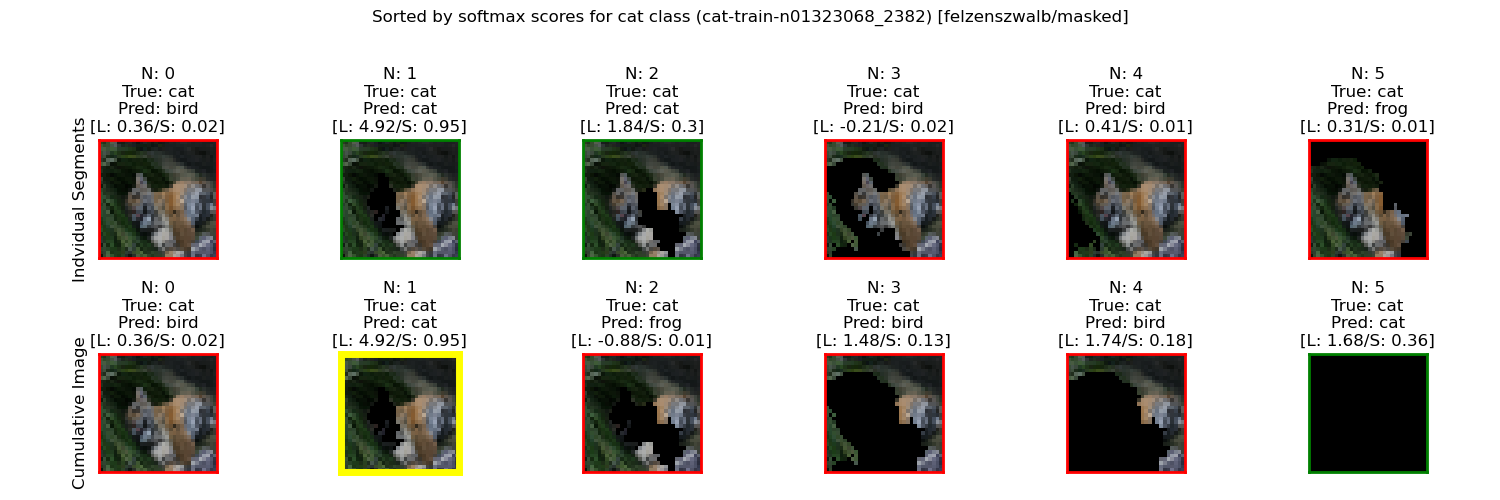 Sorted by softmax scores for cat class (cat-train-n01323068_2382) [felzenszwalb/masked]
Indvidual Segments
N: 0
True: cat
Pred: bird
[L: 0.36/S: 0.02]
N: 1
True: cat
Pred: cat
[L: 4.92/S: 0.95]
N: 2
True: cat
Pred: cat
[L: 1.84/S: 0.3]
N: 3
True: cat
Pred: bird
[L: -0.21/S: 0.02]
N: 4
True: cat
Pred: bird
[L: 0.41/S: 0.01]
N: 5
True: cat
Pred: frog
[L: 0.31/S: 0.01]
Cumulative Image
N: 0
True: cat
Pred: bird
[L: 0.36/S: 0.02]
N: 1
True: cat
Pred: cat
[L: 4.92/S: 0.95]
N: 2
True: cat
Pred: frog
[L: -0.88/S: 0.01]
N: 3
True: cat
Pred: bird
[L: 1.48/S: 0.13]
N: 4
True: cat
Pred: bird
[L: 1.74/S: 0.18]
N: 5
True: cat
Pred: cat
[L: 1.68/S: 0.36]